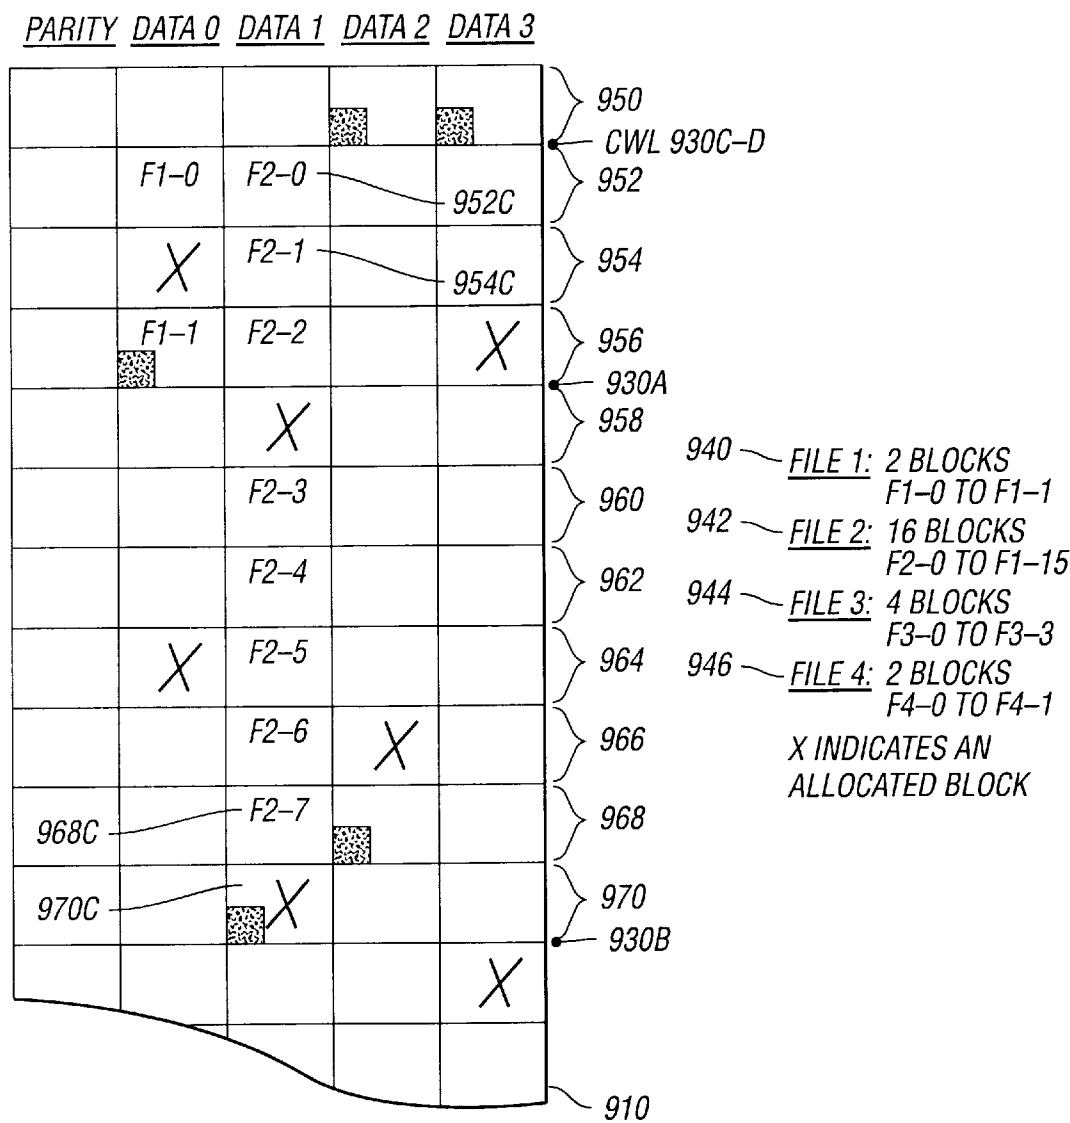 PARITY DATA 0 DATA 1 DATA 2 DATA 3
950
CWL 930C–D
F1–0 F2–0 952
952C
X F2–1 954
954C
F1–1 F2–2 X 956
930A
X 958
F2–3 960
F2–4 962
X F2–5 964
F2–6 X 966
F2–7 968
968C
X 970
970C
930B
X
910
940 FILE 1: 2 BLOCKS
F1–0 TO F1–1
942 FILE 2: 16 BLOCKS
F2–0 TO F1–15
944 FILE 3: 4 BLOCKS
F3–0 TO F3–3
946 FILE 4: 2 BLOCKS
F4–0 TO F4–1
X INDICATES AN
ALLOCATED BLOCK